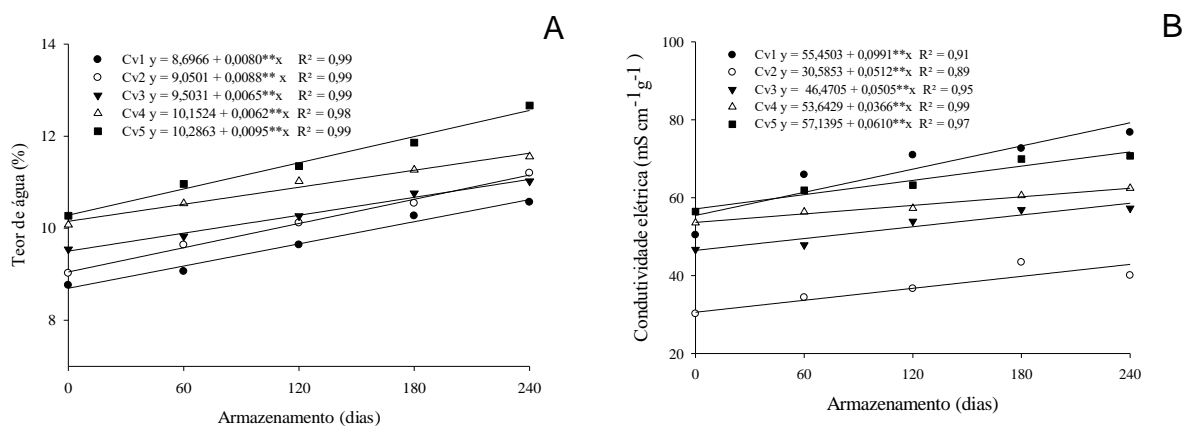 A
14
12
10
8
Teor de água (%)
Cv1 y = 8,6966 + 0,0080**x R² = 0,99
Cv2 y = 9,0501 + 0,0088** x R² = 0,99
Cv3 y = 9,5031 + 0,0065**x R² = 0,99
Cv4 y = 10,1524 + 0,0062**x R² = 0,98
Cv5 y = 10,2863 + 0,0095**x R² = 0,99
0 60 120 180 240
Armazenamento (dias)
B
100
80
60
40
20
Condutividade elétrica (mS cm⁻¹g⁻¹)
Cv1 y = 55,4503 + 0,0991**x R² = 0,91
Cv2 y = 30,5853 + 0,0512**x R² = 0,89
Cv3 y = 46,4705 + 0,0505**x R² = 0,95
Cv4 y = 53,6429 + 0,0366**x R² = 0,99
Cv5 y = 57,1395 + 0,0610**x R² = 0,97
0 60 120 180 240
Armazenamento (dias)